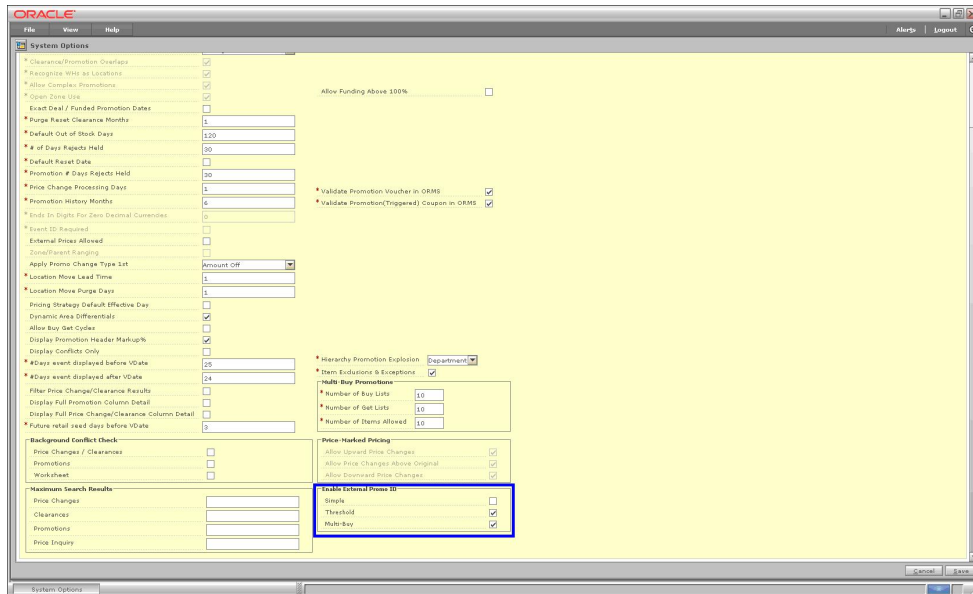 ORACLE
File View Help Alerts | Logout
System Options
* Clearance/Promotion Overlaps
* Recognize WHs as Locations
* Allow Complex Promotions
* Open Zone Use
Allow Funding Above 100%
Exact Deal / Funded Promotion Dates
* Purge Reset Clearance Months 1
* Default Out of Stock Days 120
* # of Days Rejects Held 30
* Default Reset Date
* Promotion # Days Rejects Held 30
* Price Change Processing Days 1
* Validate Promotion Voucher in ORMS
* Promotion History Months 6
* Validate Promotion(Triggered) Coupon in ORMS
* Ends In Digits For Zero Decimal Currencies 0
* Event ID Required
External Prices Allowed
Zone/Parent Ranging
Apply Promo Change Type 1st Amount Off
* Location Move Lead Time 1
* Location Move Purge Days 1
Pricing Strategy Default Effective Day
Dynamic Area Differentials
Allow Buy Get Cycles
Display Promotion Header Markup%
Display Conflicts Only
* Hierarchy Promotion Explosion Department
* #Days event displayed before VDate 25
* Item Exclusions & Exceptions
* #Days event displayed after VDate 24
Multi-Buy Promotions
Filter Price Change/Clearance Results
* Number of Buy Lists 10
Display Full Promotion Column Detail
* Number of Get Lists 10
Display Full Price Change/Clearance Column Detail
* Number of Items Allowed 10
* Future retail seed days before VDate 3
Background Conflict Check
Price Changes / Clearances
Promotions
Worksheet
Price-Marked Pricing
Allow Upward Price Changes
Allow Price Changes Above Original
Allow Downward Price Changes
Maximum Search Results
Price Changes
Clearances
Promotions
Price Inquiry
Enable External Promo ID
Simple
Threshold
Multi-Buy
Cancel Save
System Options